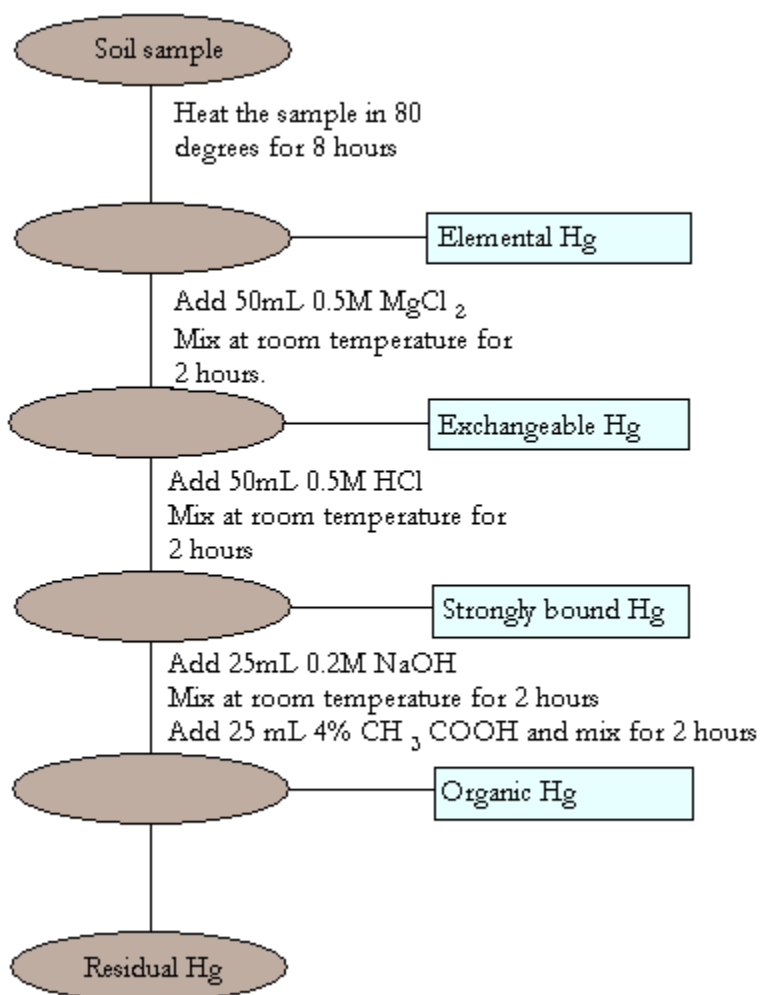 Soil sample
Heat the sample in 80
degrees for 8 hours
Elemental Hg
Add 50mL 0.5M MgCl 2
Mix at room temperature for
2 hours.
Exchangeable Hg
Add 50mL 0.5M HCl
Mix at room temperature for
2 hours
Strongly bound Hg
Add 25mL 0.2M NaOH
Mix at room temperature for 2 hours
Add 25 mL 4% CH 3 COOH and mix for 2 hours
Organic Hg
Residual Hg